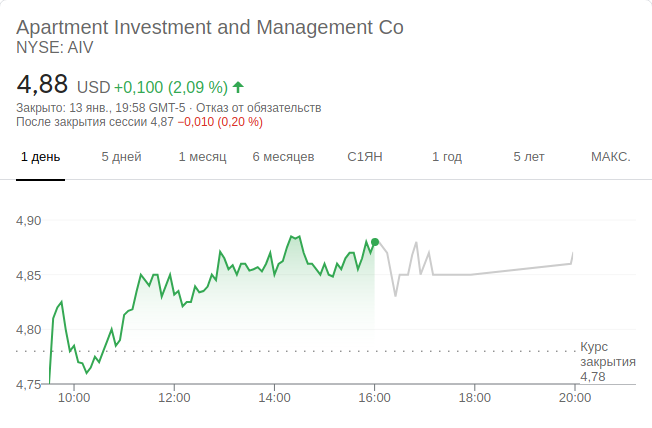 Apartment Investment and Management Co
NYSE: AIV
4,88 USD +0,100 (2,09 %)
Закрыто: 13 янв., 19:58 GMT-5 · Отказ от обязательств
После закрытия сессии 4,87 −0,010 (0,20 %)
1 день 5 дней 1 месяц 6 месяцев С1ЯН 1 год 5 лет МАКС.
4,90
4,85
4,80
Курс
закрытия
4,78
4,75
10:00 12:00 14:00 16:00 18:00 20:00